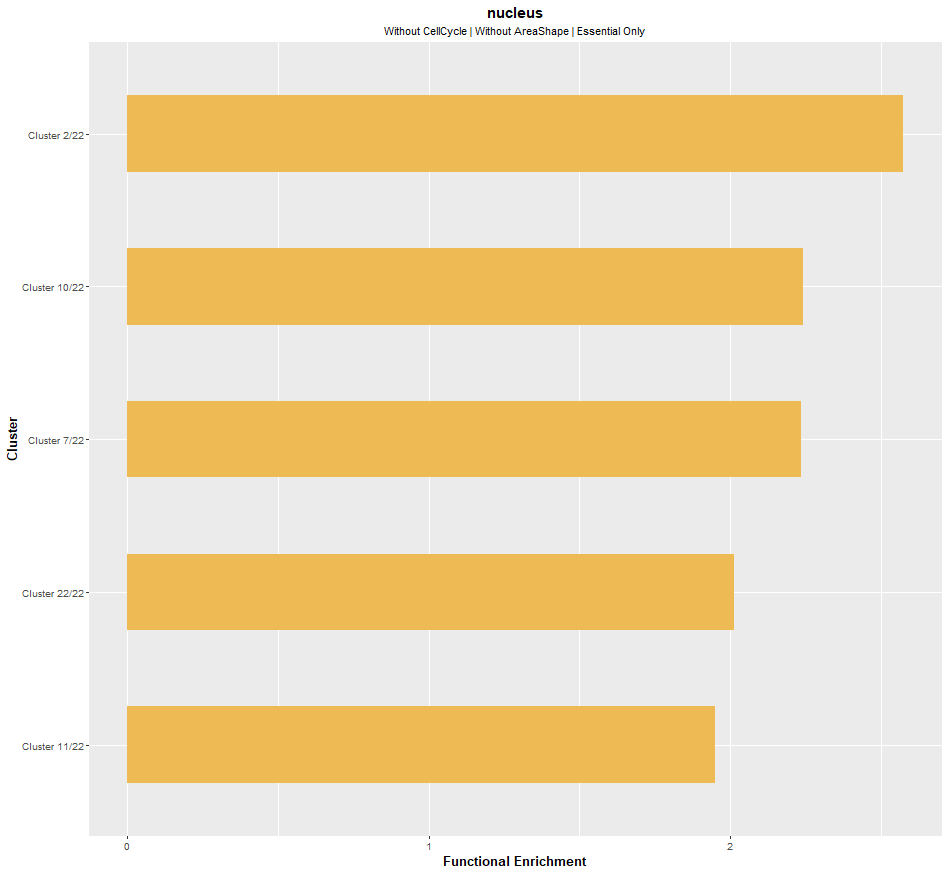 nucleus
Without CellCycle | Without AreaShape | Essential Only
Cluster
Cluster 2/22
Cluster 10/22
Cluster 7/22
Cluster 22/22
Cluster 11/22
0 1 2
Functional Enrichment